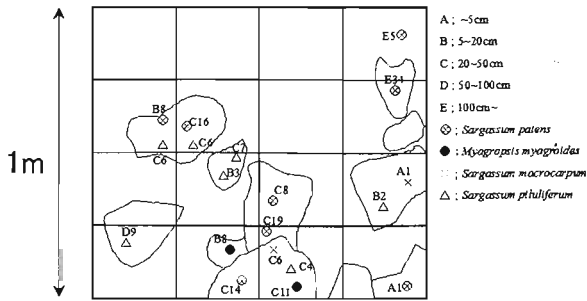 E5
A ; ~5cm
B ; 5~20cm
E34
C ; 20~50cm
D ; 50~100cm
B8
C16
E ; 100cm~
; Sargassum patens
C7
C6
C6
1m
; Myagropsis myagroides
B3
C8
A1
; Sargassum macrocarpum
B2
; Sargassum piluliferum
C19
D9
B8
C6
C4
C14
C11
A1